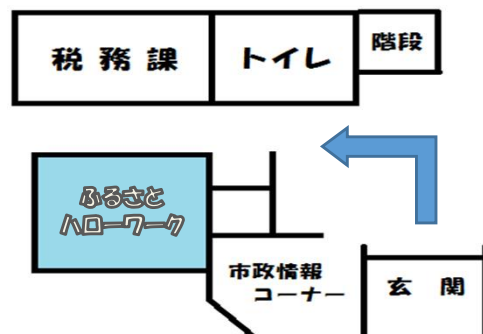 税務課
トイレ
階段
ふるさと
ハローワーク
市政情報
コーナー
玄関